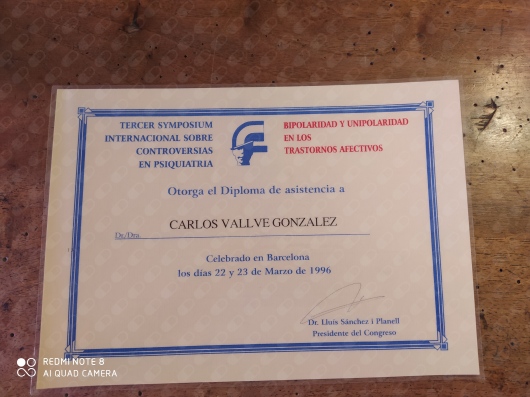 TERCER SYMPOSIUM
INTERNACIONAL SOBRE
CONTROVERSIAS
EN PSIQUIATRIA
BIPOLARIDAD Y UNIPOLARIDAD
EN LOS
TRASTORNOS AFECTIVOS
Otorga el Diploma de asistencia a
CARLOS VALLVE GONZALEZ
Dr./Dra.
Celebrado en Barcelona
los días 22 y 23 de Marzo de 1996
Dr. Lluís Sánchez i Planell
Presidente del Congreso
REDMI NOTE 8
AI QUAD CAMERA